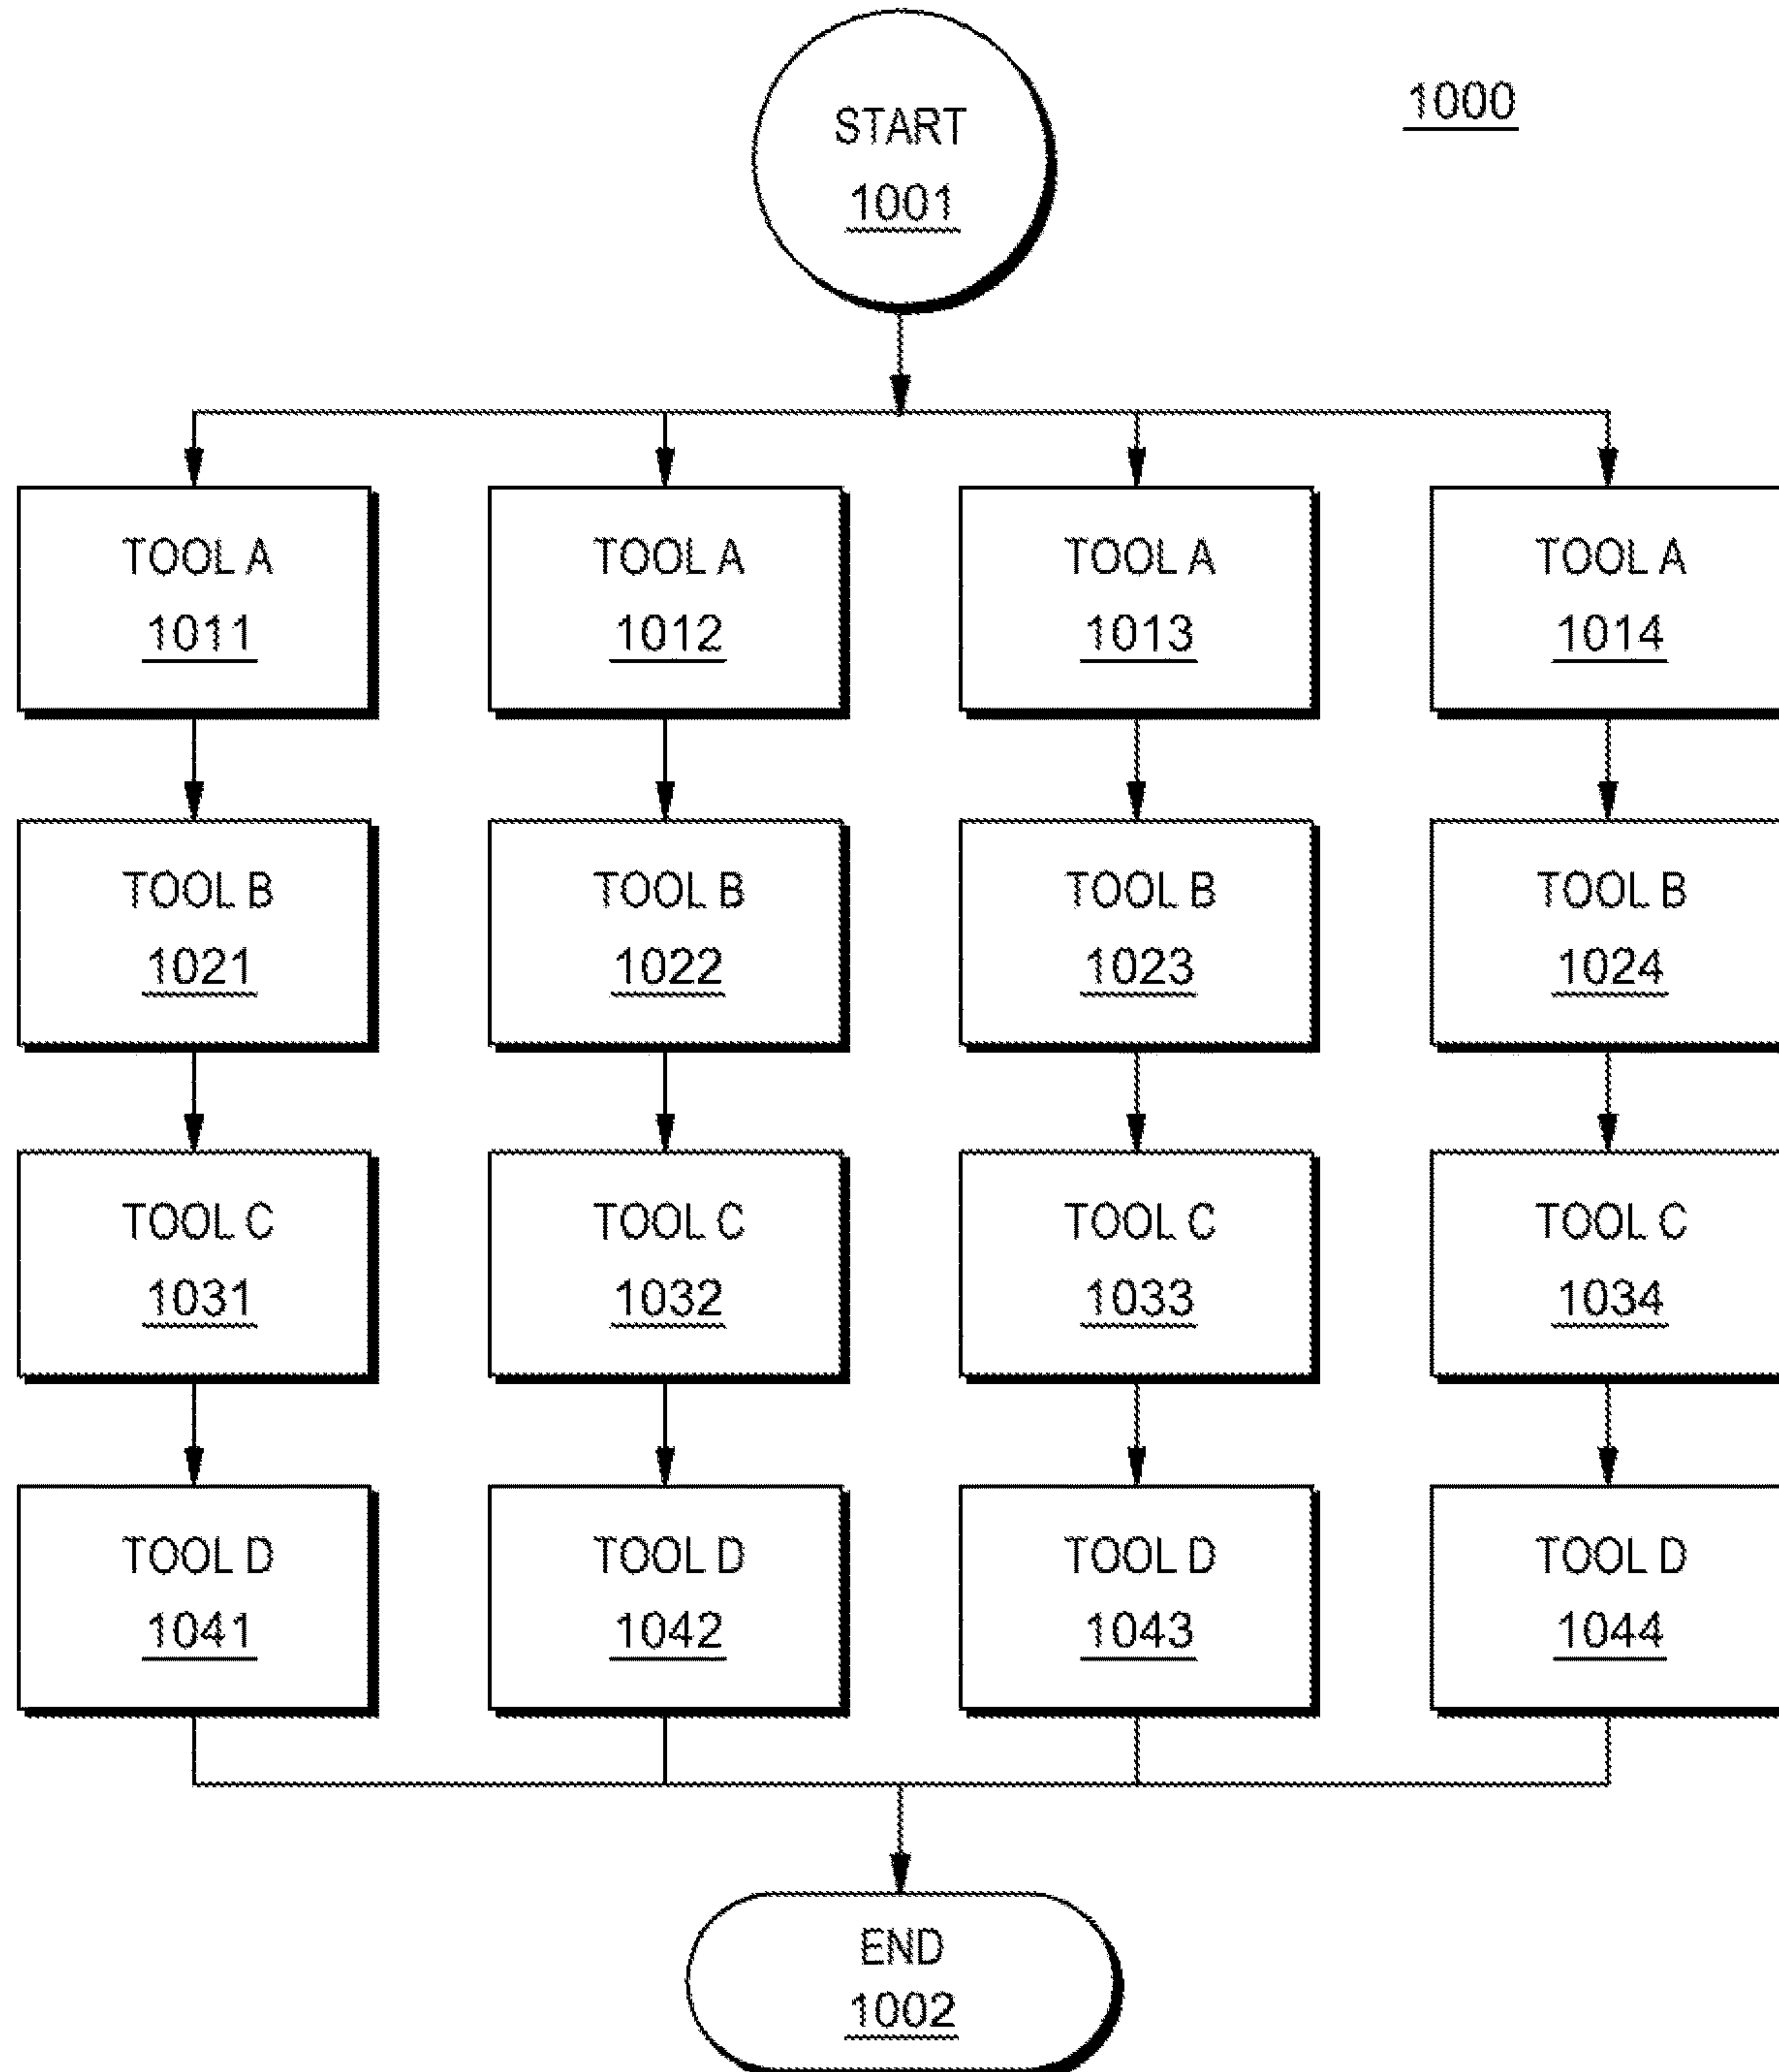 1000
START
1001
TOOL A
1011
TOOL A
1012
TOOL A
1013
TOOL A
1014
TOOL B
1021
TOOL B
1022
TOOL B
1023
TOOL B
1024
TOOL C
1031
TOOL C
1032
TOOL C
1033
TOOL C
1034
TOOL D
1041
TOOL D
1042
TOOL D
1043
TOOL D
1044
END
1002